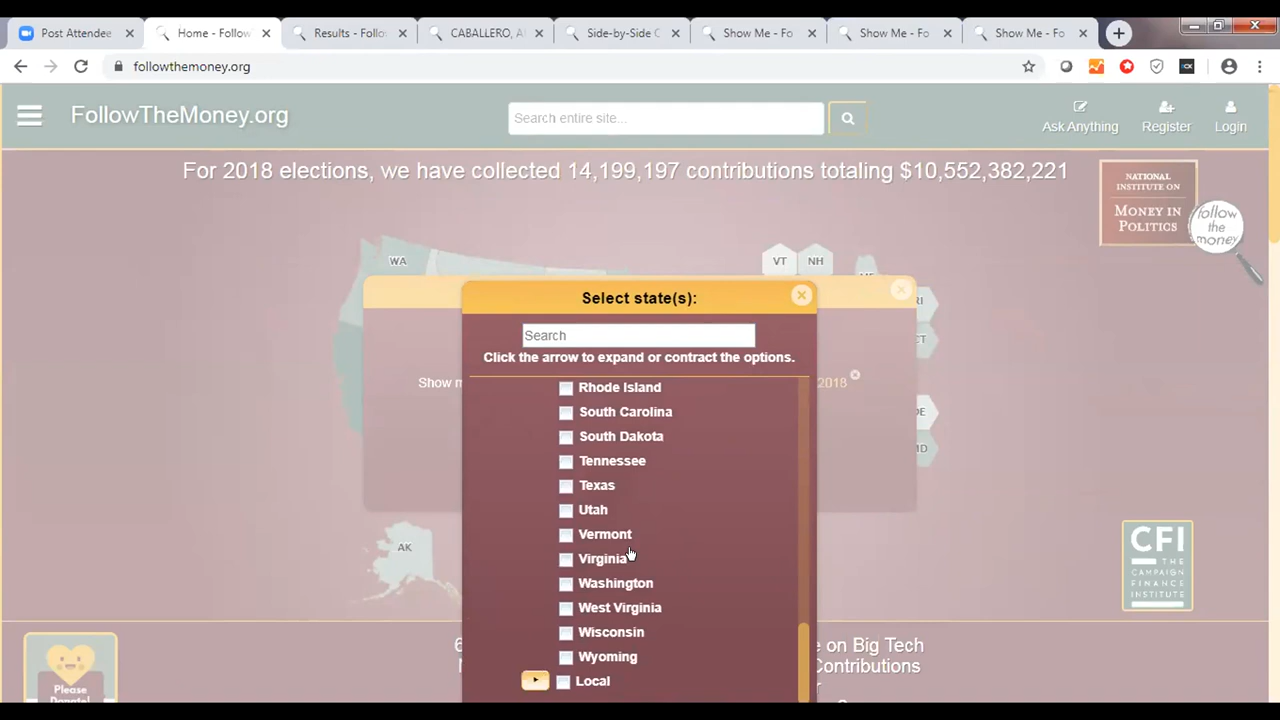 Post Attendee
Home - Follow
Results - Follo
CABALLERO
Side-by-Side C
Show Me - Fo
Show Me - Fo
Show Me - Fo
followthemoney.org
FollowTheMoney.org
Search entire site...
Ask Anything
Register
Login
For 2018 elections, we have collected 14,199,197 contributions totaling $10,552,382,221
NATIONAL
INSTITUTE ON
MONEY IN
POLITICS
follow
the
money
WA
VT
NH
RI
CT
DE
MD
AK
Select state(s):
Search
Click the arrow to expand or contract the options.
Show m
2018
Rhode Island
South Carolina
South Dakota
Tennessee
Texas
Utah
Vermont
Virginia
Washington
West Virginia
Wisconsin
Wyoming
Local
CFI
THE
CAMPAIGN
FINANCE
INSTITUTE
Please
e on Big Tech
Contributions